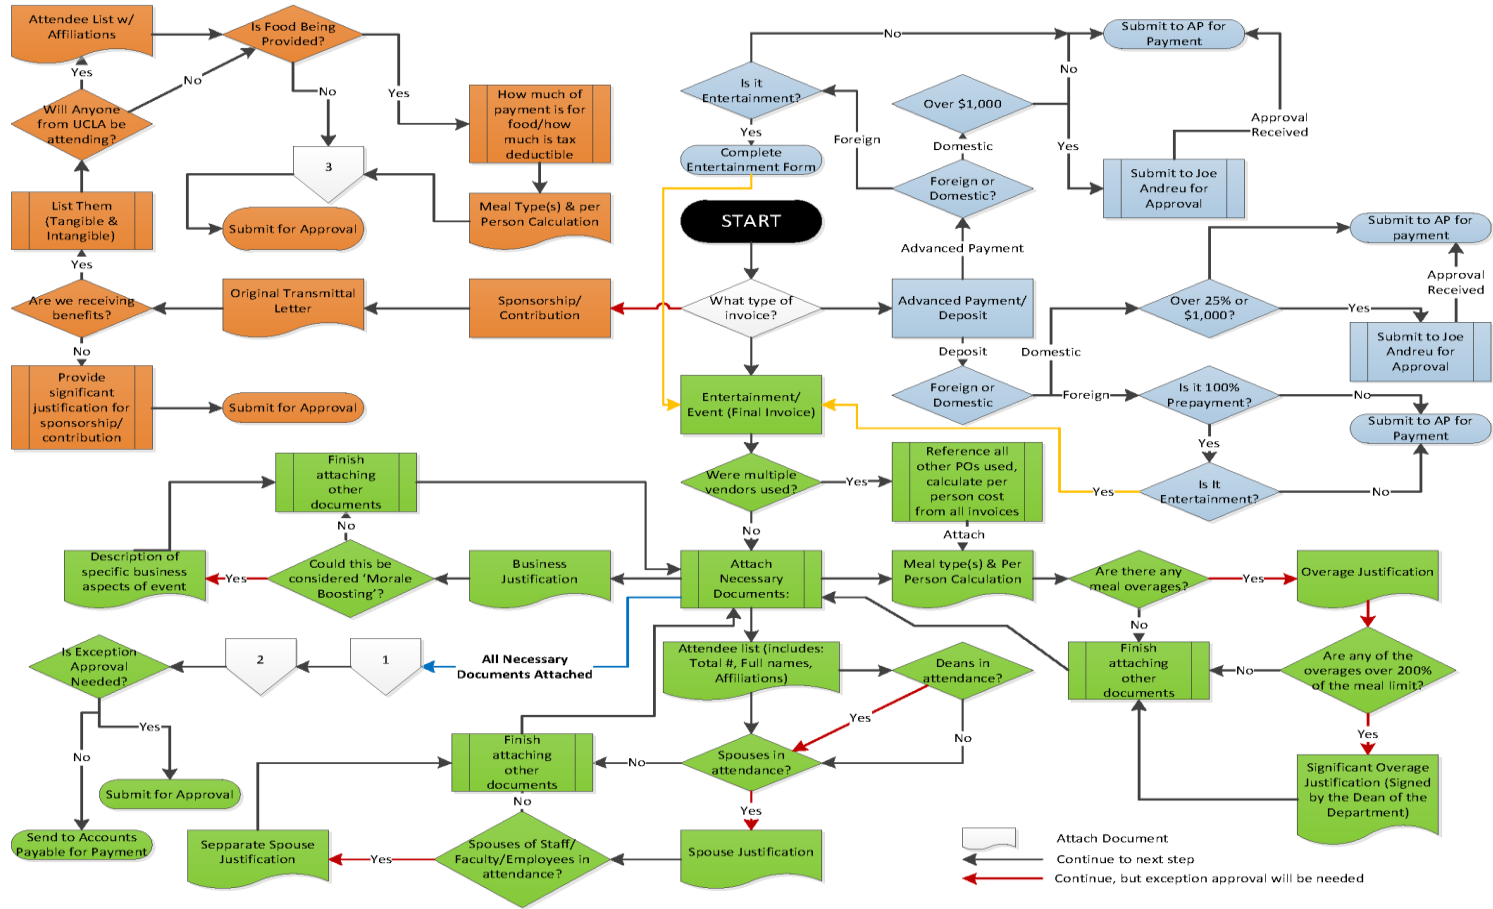 Attendee List w/
Affiliations
Is Food Being
Provided?
Yes
No
No
Yes
Will Anyone
from UCLA be
attending?
How much of
payment is for
food/how
much is tax
deductible
3
List Them
(Tangible &
Intangible)
Submit for Approval
Meal Type(s) & per
Person Calculation
Yes
Are we receiving
benefits?
Original Transmittal
Letter
Sponsorship/
Contribution
No
Provide
significant
justification for
sponsorship/
contribution
Submit for Approval
No
Submit to AP for
Payment
Is it
Entertainment?
Over $1,000
No
Yes
Foreign
Domestic
Yes
Approval
Received
Complete
Entertainment Form
Foreign or
Domestic?
Submit to Joe
Andreu for
Approval
START
Advanced Payment
Submit to AP for
payment
What type of
invoice?
Advanced Payment/
Deposit
Over 25% or
$1,000?
Yes
Approval
Received
Deposit
Domestic
Submit to Joe
Andreu for
Approval
Foreign or
Domestic
Foreign
Is it 100%
Prepayment?
No
Submit to AP for
Payment
Yes
Is It
Entertainment?
Yes
No
Entertainment/
Event (Final Invoice)
Were multiple
vendors used?
Yes
Reference all
other POs used,
calculate per
person cost
from all invoices
No
Attach
Finish
attaching
other
documents
No
Description of
specific business
aspects of event
Yes
Could this be
considered ‘Morale
Boosting’?
Business
Justification
Attach
Necessary
Documents:
Meal type(s) & Per
Person Calculation
Are there any
meal overages?
Yes
Overage Justification
No
Is Exception
Approval
Needed?
2
1
All Necessary
Documents Attached
Attendee list (includes:
Total #, Full names,
Affiliations)
Deans in
attendance?
Finish
attaching
other
documents
No
Are any of the
overages over 200%
of the meal limit?
Yes
No
Yes
No
Yes
Finish
attaching
other
documents
No
Spouses in
attendance?
Submit for Approval
Significant Overage
Justification (Signed
by the Dean of the
Department)
No
Yes
Send to Accounts
Payable for Payment
Sepparate Spouse
Justification
Yes
Spouses of Staff/
Faculty/Employees in
attendance?
Spouse Justification
Attach Document
Continue to next step
Continue, but exception approval will be needed